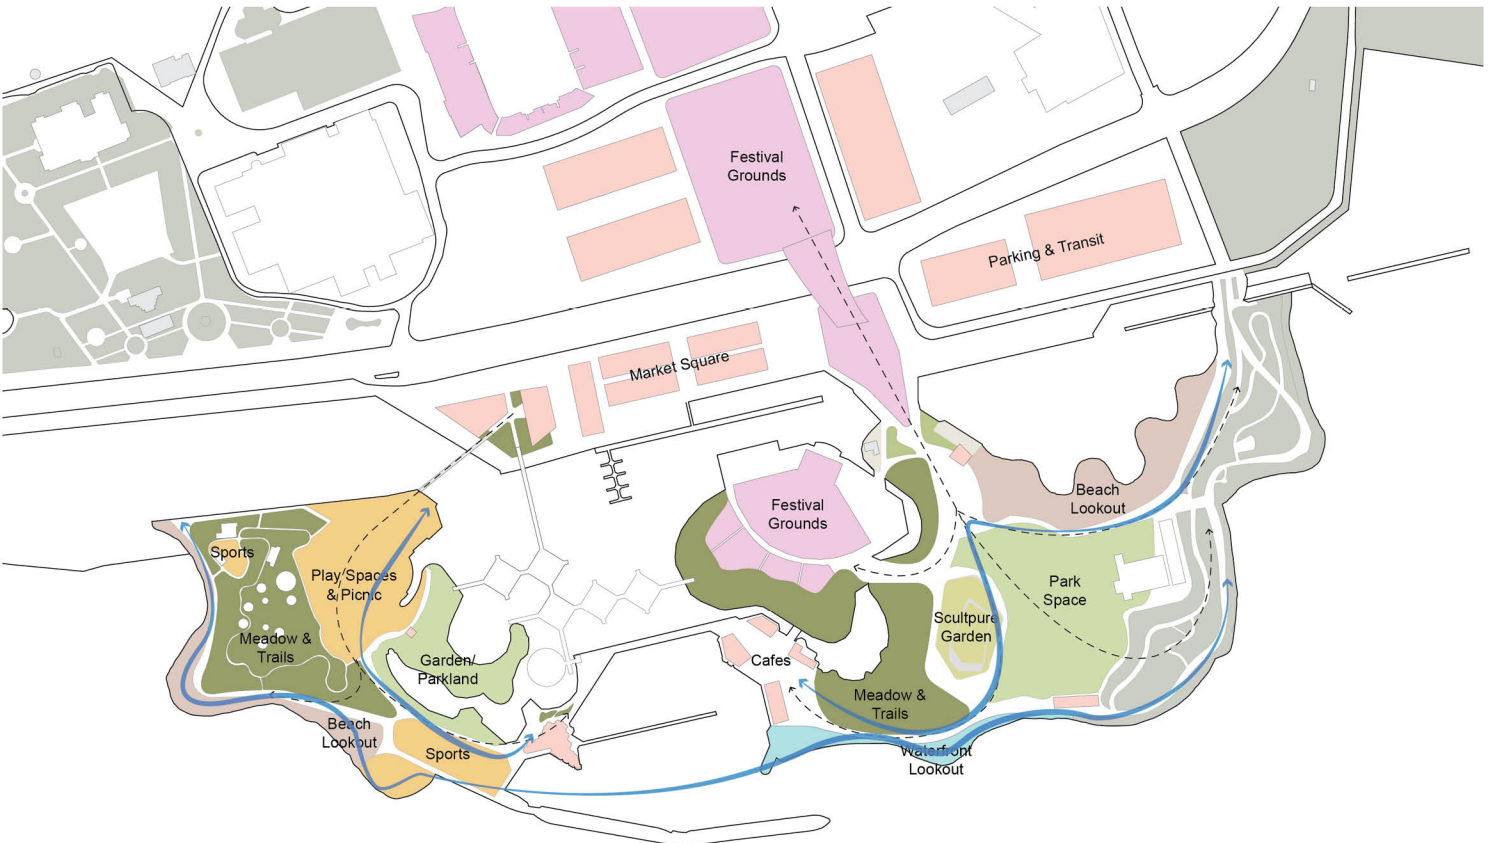 Festival
Grounds
Parking & Transit
Market Square
Beach
Lookout
Festival
Grounds
Sports
Play Spaces
& Picnic
Park
Space
Scultpure
Garden
Meadow &
Trails
Garden/
Parkland
Cafes
Meadow &
Trails
Beach
Lookout
Sports
Waterfront
Lookout